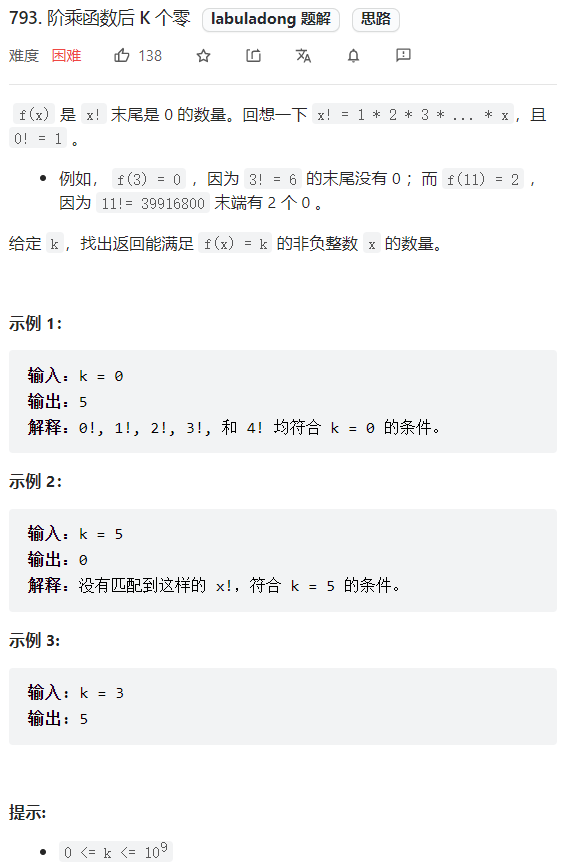 793. 阶乘函数后 K 个零 labuladong 题解 思路
难度 困难 138
f(x) 是 x! 末尾是 0 的数量。回想一下 x! = 1 * 2 * 3 * ... * x，且
0! = 1 。
• 例如， f(3) = 0 ，因为 3! = 6 的末尾没有 0 ；而 f(11) = 2 ，
因为 11!= 39916800 末端有 2 个 0 。
给定 k，找出返回能满足 f(x) = k 的非负整数 x 的数量。
示例 1：
输入：k = 0
输出：5
解释：0!, 1!, 2!, 3!, 和 4! 均符合 k = 0 的条件。
示例 2：
输入：k = 5
输出：0
解释：没有匹配到这样的 x!，符合 k = 5 的条件。
示例 3:
输入: k = 3
输出: 5
提示:
• 0 <= k <= 10⁹